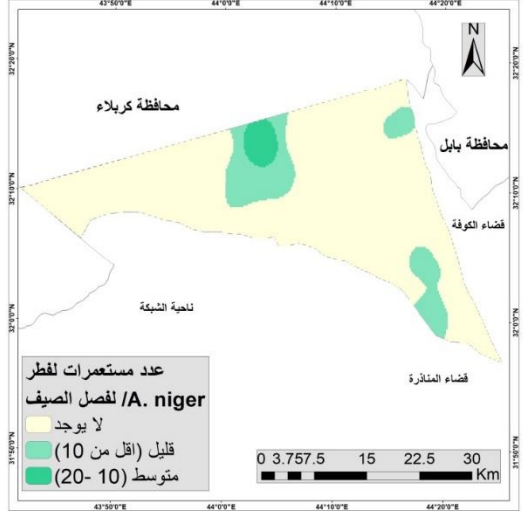 43°50'0"E 44°0'0"E 44°10'0"E 44°20'0"E
N
32°20'0"N
32°20'0"N
محافظة كربلاء
محافظة بابل
32°10'0"N
32°10'0"N
قضاء الكوفة
ناحية الشبكة
32°0'0"N
32°0'0"N
قضاء المناذرة
عدد مستعمرات لفطر
A. niger/ لفصل الصيف
لا يوجد
قليل (اقل من 10)
متوسط (10 -20)
31°50'0"N
31°50'0"N
0 3.757.5 15 22.5 30
Km
43°50'0"E 44°0'0"E 44°10'0"E 44°20'0"E